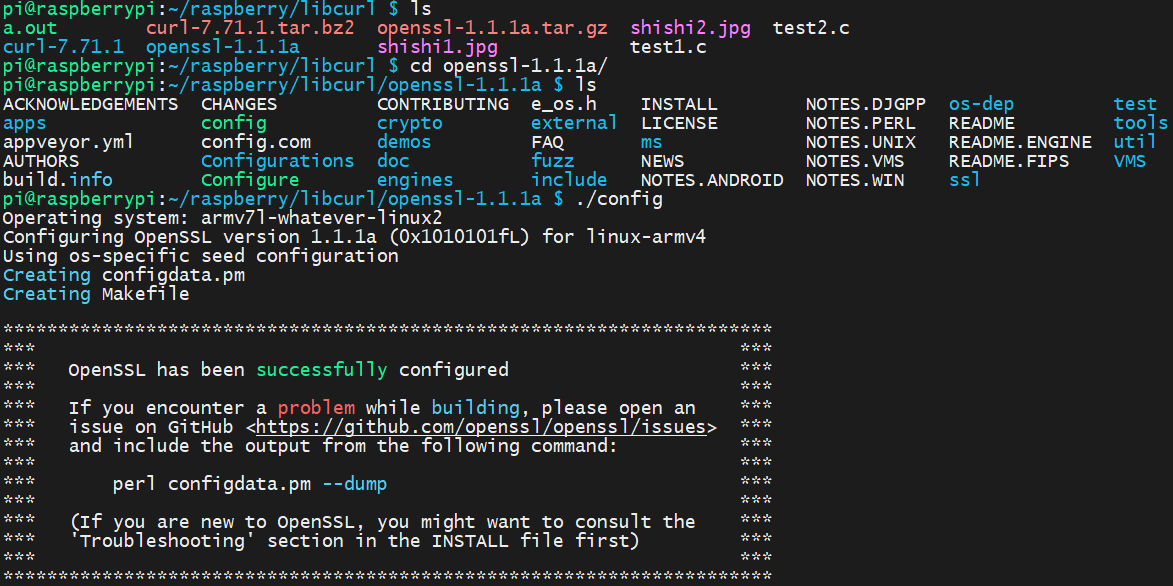 pi@raspberrypi:~/raspberry/libcurl $ ls
a.out curl-7.71.1.tar.bz2 openssl-1.1.1a.tar.gz shishi2.jpg test2.c
curl-7.71.1 openssl-1.1.1a shishi1.jpg test1.c
pi@raspberrypi:~/raspberry/libcurl $ cd openssl-1.1.1a/
pi@raspberrypi:~/raspberry/libcurl/openssl-1.1.1a $ ls
ACKNOWLEDGEMENTS CHANGES CONTRIBUTING e_os.h INSTALL NOTES.DJGPP os-dep test
apps config crypto external LICENSE NOTES.PERL README tools
appveyor.yml config.com demos FAQ ms NOTES.UNIX README.ENGINE util
AUTHORS Configurations doc fuzz NEWS NOTES.VMS README.FIPS VMS
build.info Configure engines include NOTES.ANDROID NOTES.WIN ssl
pi@raspberrypi:~/raspberry/libcurl/openssl-1.1.1a $ ./config
Operating system: armv7l-whatever-linux2
Configuring OpenSSL version 1.1.1a (0x1010101fL) for linux-armv4
Using os-specific seed configuration
Creating configdata.pm
Creating Makefile
**********************************************************************
*** ***
*** OpenSSL has been successfully configured ***
*** ***
*** If you encounter a problem while building, please open an ***
*** issue on GitHub <https://github.com/openssl/openssl/issues> ***
*** and include the output from the following command: ***
*** ***
*** perl configdata.pm --dump ***
*** ***
*** (If you are new to OpenSSL, you might want to consult the ***
*** 'Troubleshooting' section in the INSTALL file first) ***
*** ***
**********************************************************************